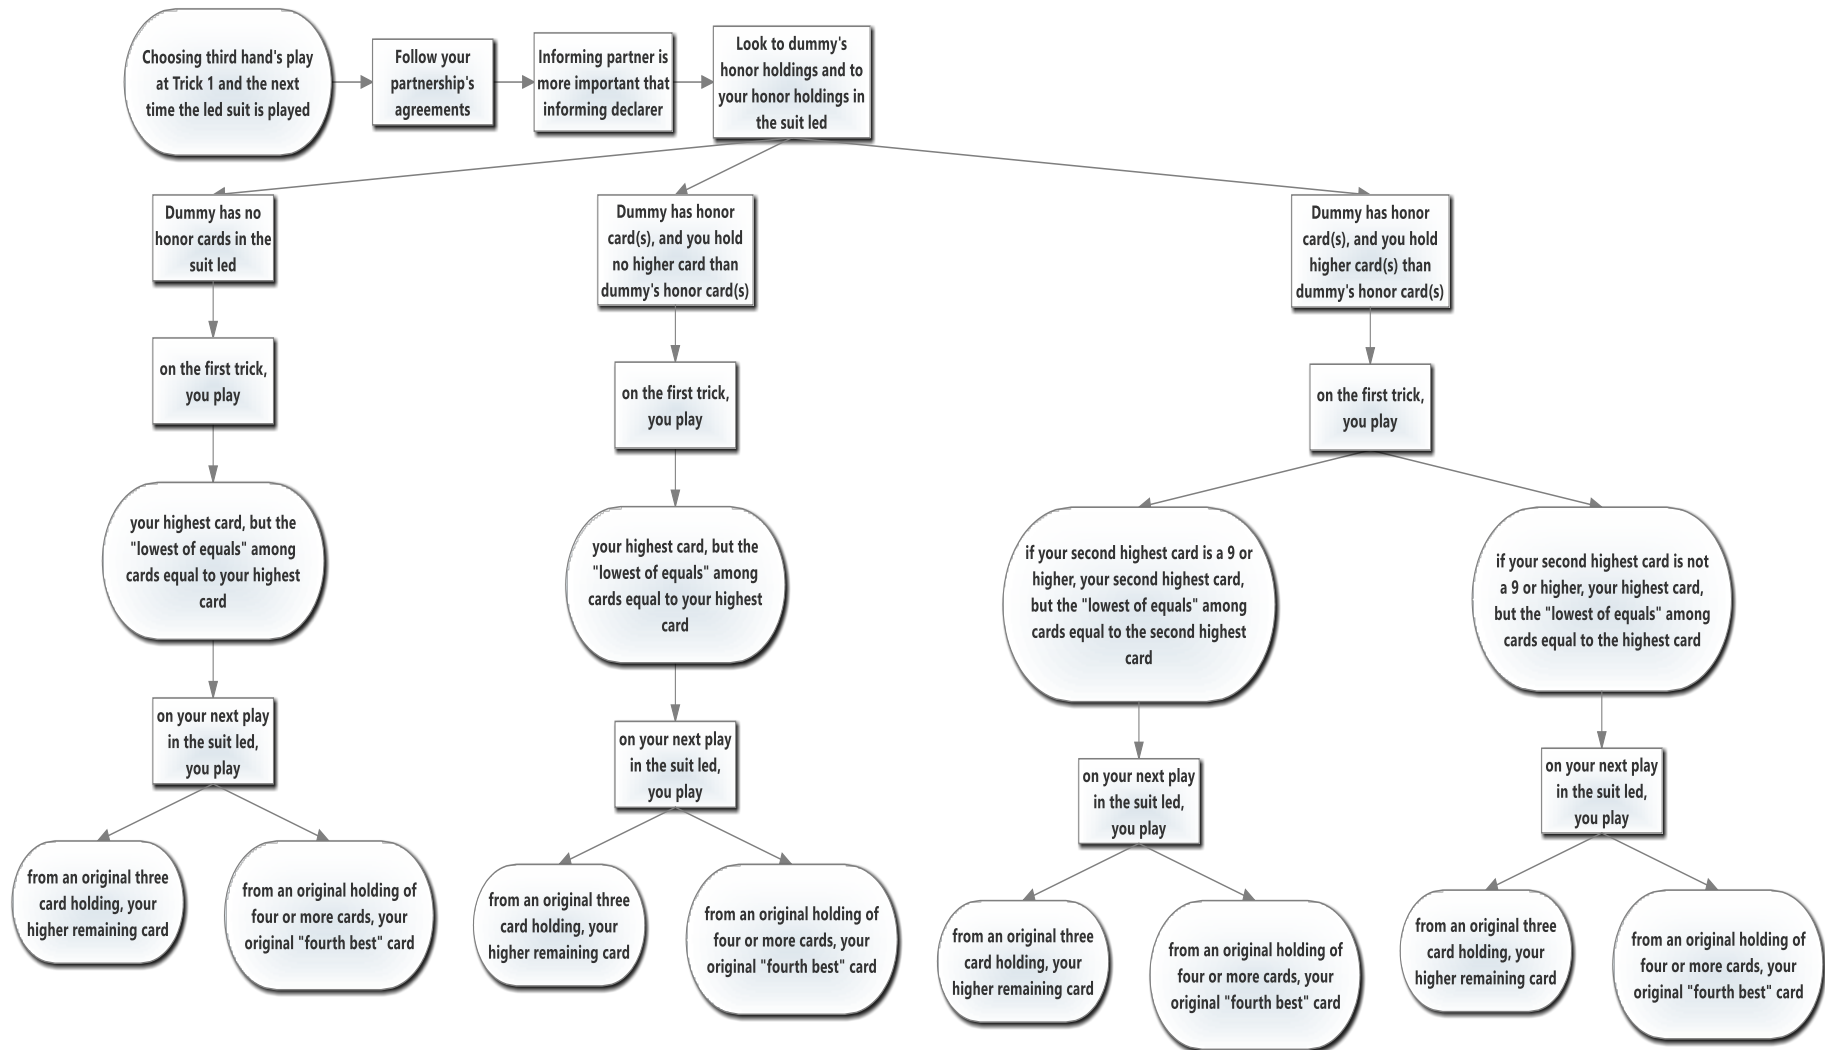 Choosing third hand's play
at Trick 1 and the next
time the led suit is played
Follow your
partnership's
agreements
Informing partner is
more important that
informing declarer
Look to dummy's
honor holdings and to
your honor holdings in
the suit led
Dummy has no
honor cards in the
suit led
on the first trick,
you play
your highest card, but the
"lowest of equals" among
cards equal to your highest
card
on your next play
in the suit led,
you play
from an original three
card holding, your
higher remaining card
from an original holding of
four or more cards, your
original "fourth best" card
Dummy has honor
card(s), and you hold
no higher card than
dummy's honor card(s)
on the first trick,
you play
your highest card, but the
"lowest of equals" among
cards equal to your highest
card
on your next play
in the suit led,
you play
from an original three
card holding, your
higher remaining card
from an original holding of
four or more cards, your
original "fourth best" card
Dummy has honor
card(s), and you hold
higher card(s) than
dummy's honor card(s)
on the first trick,
you play
if your second highest card is a 9 or
higher, your second highest card,
but the "lowest of equals" among
cards equal to the second highest
card
on your next play
in the suit led,
you play
from an original three
card holding, your
higher remaining card
from an original holding of
four or more cards, your
original "fourth best" card
if your second highest card is not
a 9 or higher, your highest card,
but the "lowest of equals" among
cards equal to the highest card
on your next play
in the suit led,
you play
from an original three
card holding, your
higher remaining card
from an original holding of
four or more cards, your
original "fourth best" card